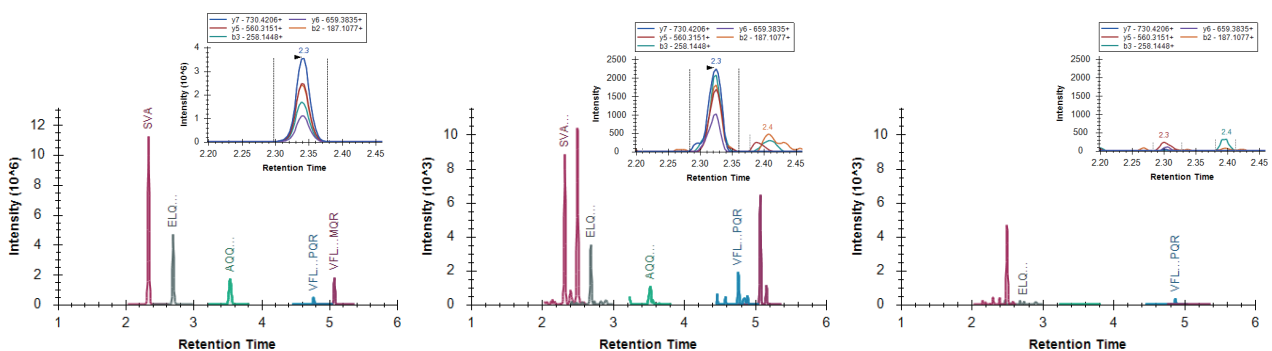 y7 - 730.4206+ y6 - 659.3835+
y5 - 560.3151+ b2 - 187.1077+
b3 - 258.1448+
4
3
2
1
0
2.3
Intensity (10^6)
2.20 2.25 2.30 2.35 2.40 2.45
Retention Time
12
10
8
6
4
2
0
Intensity (10^6)
SVA
ELQ...
AQQ...
VFL...PQR
VFL...MQR
1 2 3 4 5 6
Retention Time
y7 - 730.4206+ y6 - 659.3835+
y5 - 560.3151+ b2 - 187.1077+
b3 - 258.1448+
2500
2000
1500
1000
500
0
2.3
2.4
Intensity
2.20 2.25 2.30 2.35 2.40 2.45
Retention Time
10
8
6
4
2
0
Intensity (10^3)
SVA...
ELQ...
AQQ...
VFL...PQR
2 3 4 5 6
Retention Time
y7 - 730.4206+ y6 - 659.3835+
y5 - 560.3151+ b2 - 187.1077+
b3 - 258.1448+
2500
2000
1500
1000
500
0
2.3
2.4
Intensity
2.20 2.25 2.30 2.35 2.40 2.45
Retention Time
8
6
4
2
0
Intensity (10^3)
ELQ...
VFL...PQR
1 2 3 4 5 6
Retention Time